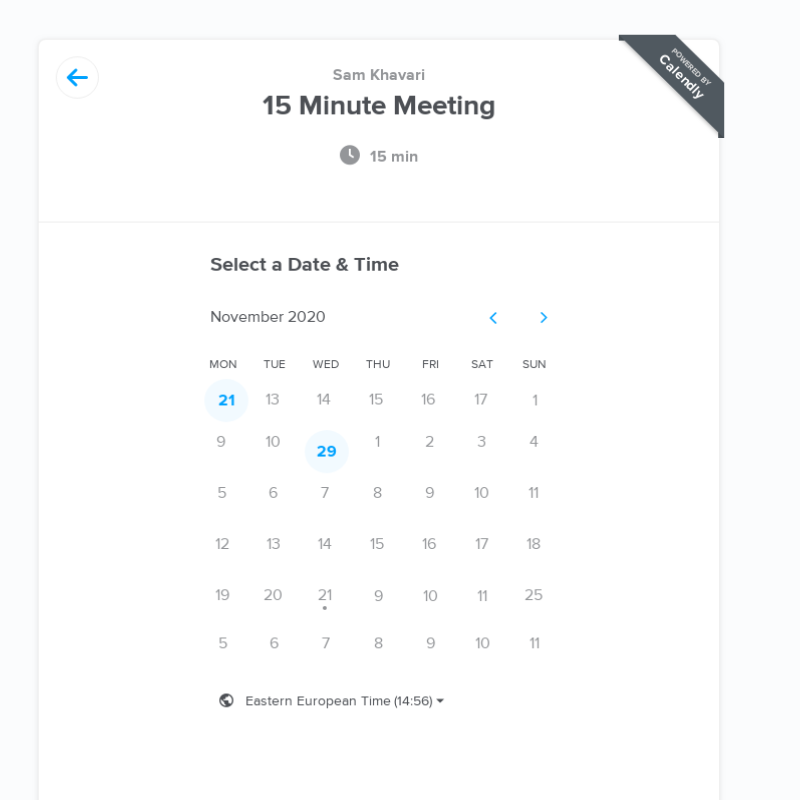 Sam Khavari
15 Minute Meeting
15 min
POWERED BY
Calendly
Select a Date & Time
November 2020
MON TUE WED THU FRI SAT SUN
21 13 14 15 16 17 1
9 10 29 1 2 3 4
5 6 7 8 9 10 11
12 13 14 15 16 17 18
19 20 21 9 10 11 25
5 6 7 8 9 10 11
Eastern European Time (14:56)